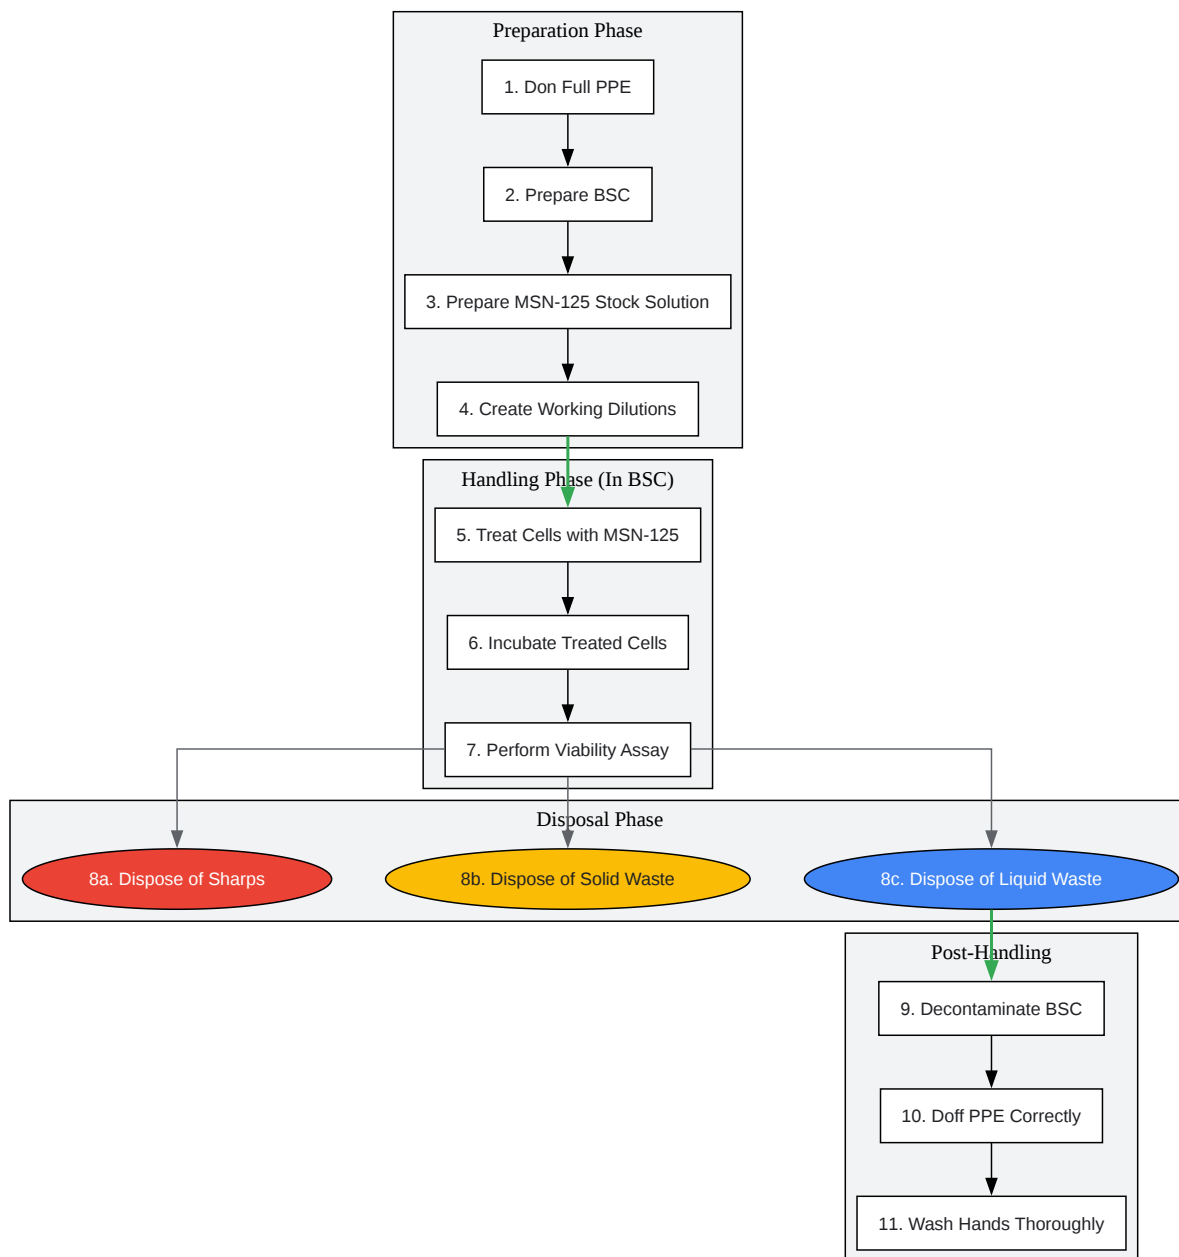 Preparation Phase
1. Don Full PPE
2. Prepare BSC
3. Prepare MSN-125 Stock Solution
4. Create Working Dilutions
Handling Phase (In BSC)
5. Treat Cells with MSN-125
6. Incubate Treated Cells
7. Perform Viability Assay
Disposal Phase
8a. Dispose of Sharps
8b. Dispose of Solid Waste
8c. Dispose of Liquid Waste
Post-Handling
9. Decontaminate BSC
10. Doff PPE Correctly
11. Wash Hands Thoroughly